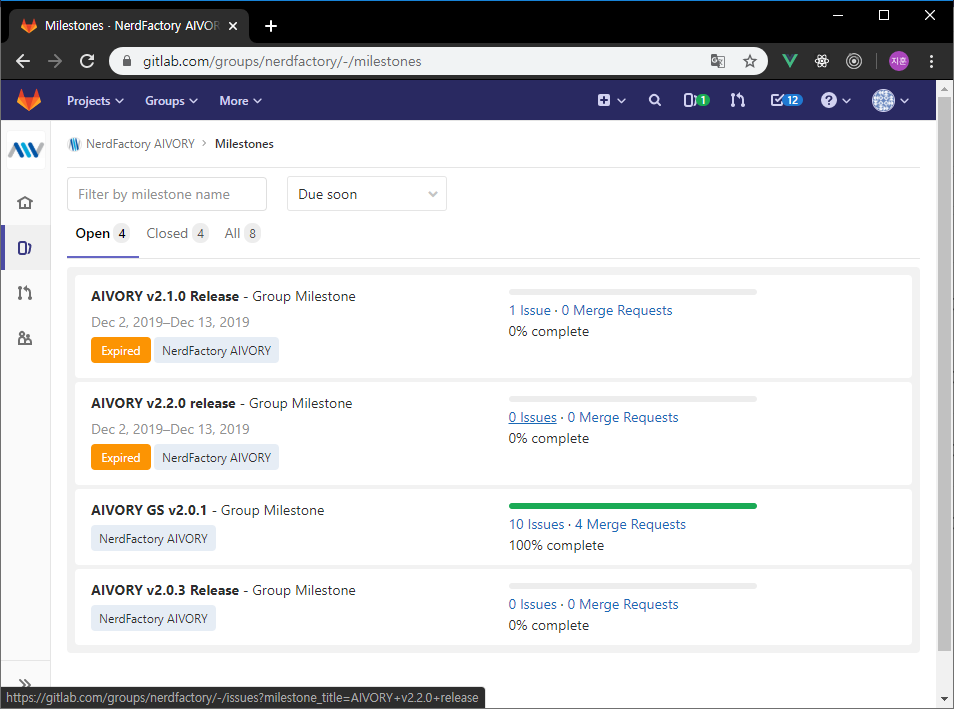 Milestones · NerdFactory AIVOR
gitlab.com/groups/nerdfactory/-/milestones
지훈
Projects Groups More 1 12
NerdFactory AIVORY > Milestones
Filter by milestone name Due soon
Open 4 Closed 4 All 8
AIVORY v2.1.0 Release - Group Milestone
Dec 2, 2019–Dec 13, 2019
Expired NerdFactory AIVORY
1 Issue · 0 Merge Requests
0% complete
AIVORY v2.2.0 release - Group Milestone
Dec 2, 2019–Dec 13, 2019
Expired NerdFactory AIVORY
0 Issues · 0 Merge Requests
0% complete
AIVORY GS v2.0.1 - Group Milestone
NerdFactory AIVORY
10 Issues · 4 Merge Requests
100% complete
AIVORY v2.0.3 Release - Group Milestone
NerdFactory AIVORY
0 Issues · 0 Merge Requests
0% complete
https://gitlab.com/groups/nerdfactory/-/issues?milestone_title=AIVORY+v2.2.0+release